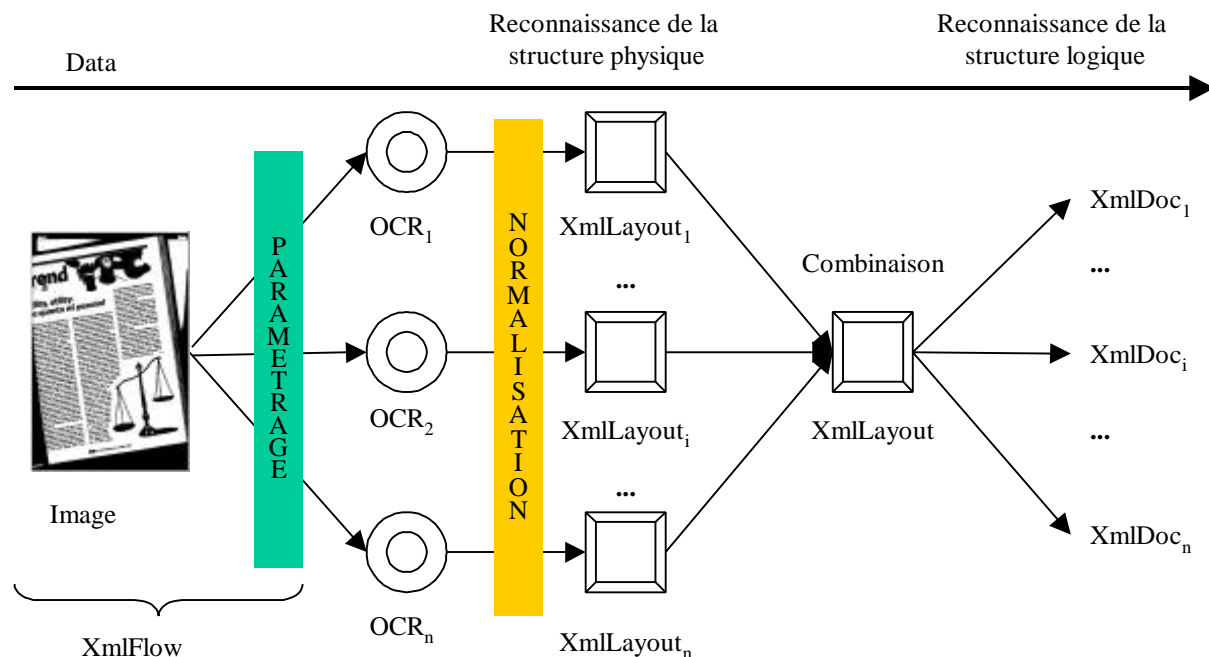 Reconnaissance de la
structure physique
Reconnaissance de la
structure logique
Data
PARAMETRAGE
NORMALISATION
OCR1
XmlLayout1
XmlDoc1
...
Combinaison
...
OCR2
XmlLayouti
XmlLayout
XmlDoci
...
...
Image
XmlDocn
OCRn
XmlLayoutn
XmlFlow
rend